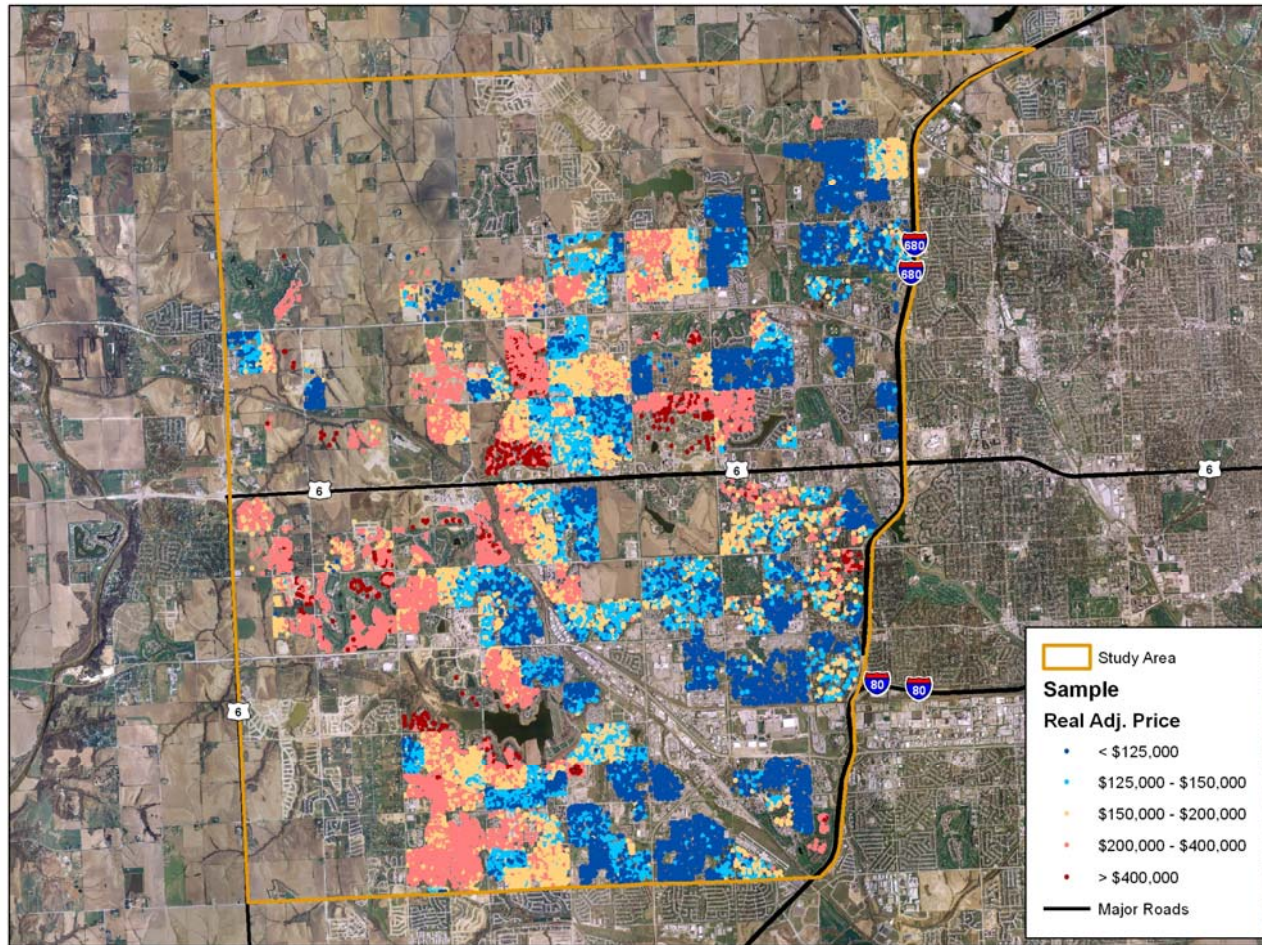 680
680
6
6
6
80
80
6
Study Area
Sample
Real Adj. Price
< $125,000
$125,000 - $150,000
$150,000 - $200,000
$200,000 - $400,000
> $400,000
Major Roads